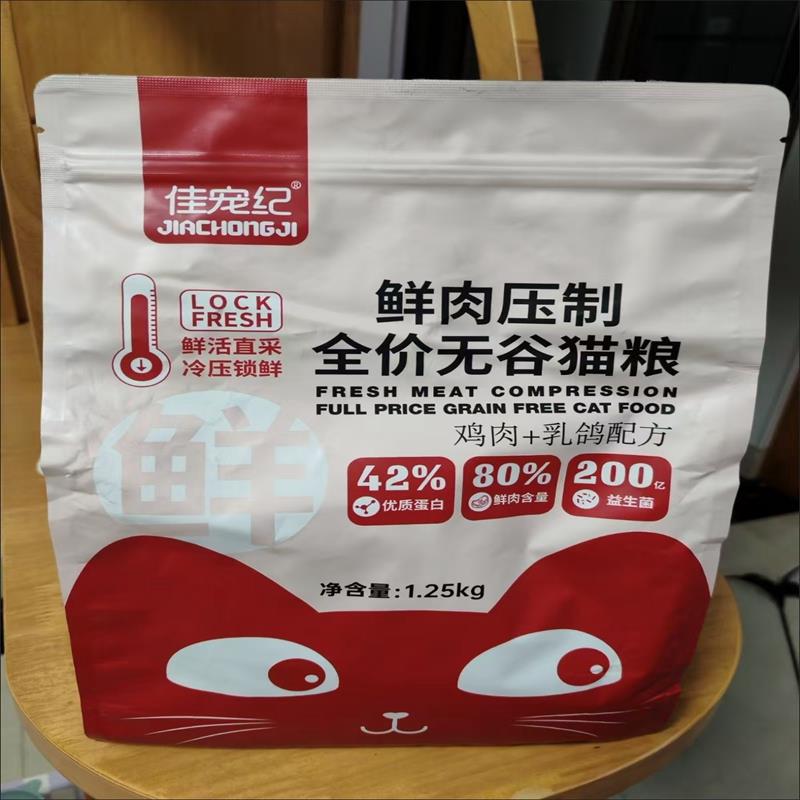 佳宠纪®
JIACHONGJI
LOCK
FRESH
鲜活直采
冷压锁鲜
鲜肉压制
全价无谷猫粮
FRESH MEAT COMPRESSION
FULL PRICE GRAIN FREE CAT FOOD
鸡肉+乳鸽配方
鲜
42%
优质蛋白
80%
鲜肉含量
200亿
益生菌
净含量:1.25kg